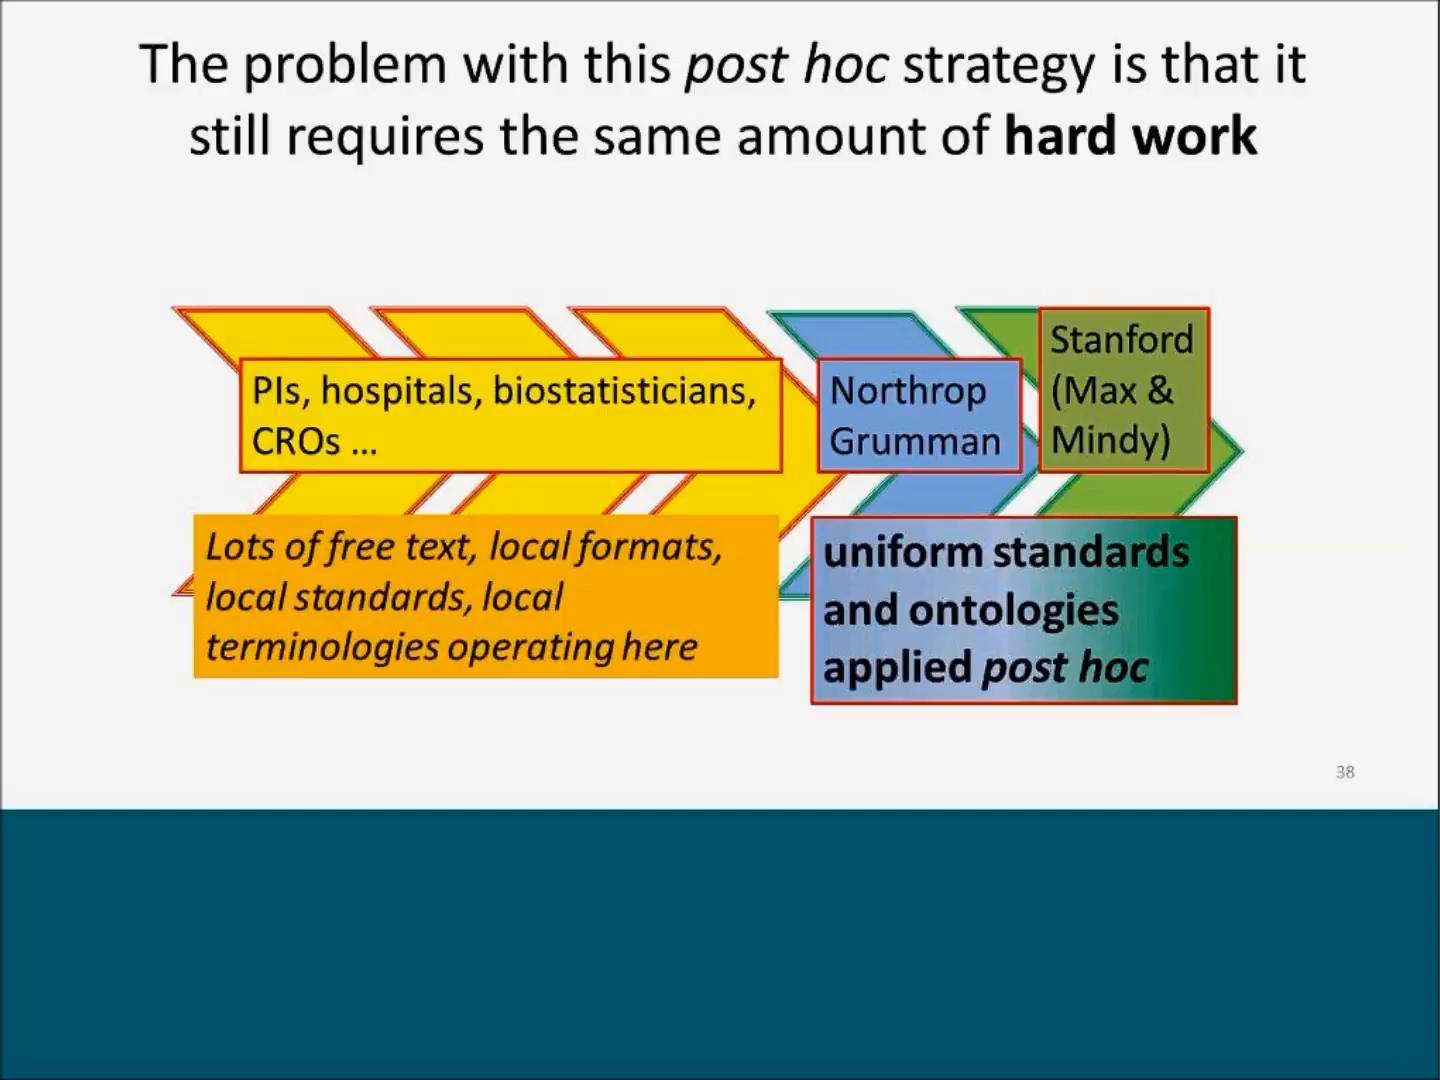 The problem with this post hoc strategy is that it
still requires the same amount of hard work
PIs, hospitals, biostatisticians,
CROs ...
Northrop
Grumman
Stanford
(Max &
Mindy)
Lots of free text, local formats,
local standards, local
terminologies operating here
uniform standards
and ontologies
applied post hoc
38